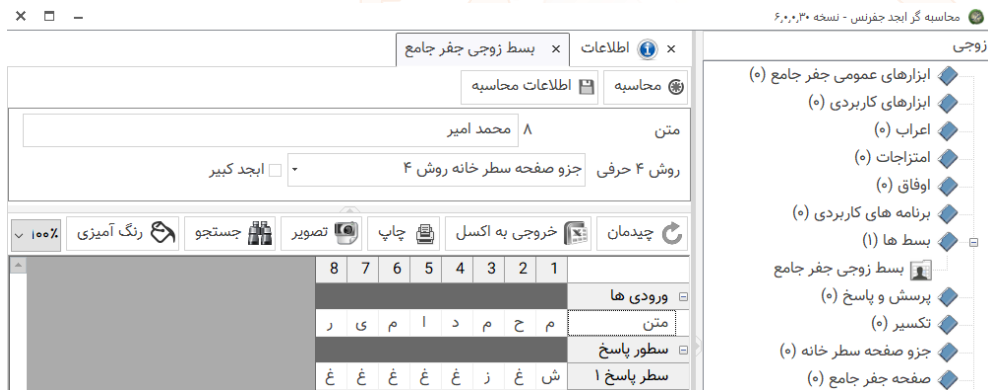 محاسبه گر ابجد جفرنس - نسخه ۶,۰,۰,۳۰
زوجی
ابزارهای عمومی جفر جامع (۰)
ابزارهای کاربردی (۰)
اعراب (۰)
امتزاجات (۰)
اوفاق (۰)
برنامه های کاربردی (۰)
بسط ها (۱)
بسط زوجی جفر جامع
پرسش و پاسخ (۰)
تکسیر (۰)
جزو صفحه سطر خانه (۰)
صفحه جفر جامع (۰)
اطلاعات
بسط زوجی جفر جامع
محاسبه
اطلاعات محاسبه
متن ۸ محمد امیر
روش ۴ حرفی جزو صفحه سطر خانه روش ۴ ابجد کبیر
چیدمان خروجی به اکسل چاپ تصویر جستجو رنگ آمیزی ۱۰۰٪
1 2 3 4 5 6 7 8
ورودی ها
متن م ح م د ا م ی ر
سطور پاسخ
سطر پاسخ ۱ ش غ ز غ غ غ غ غ